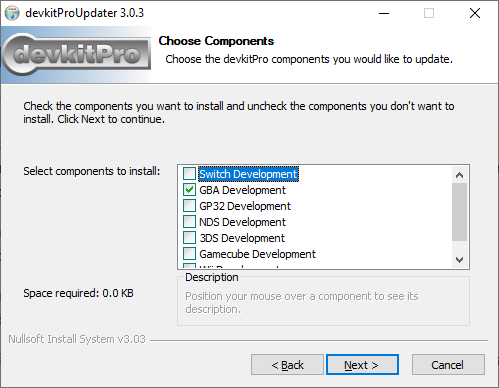 devkitProUpdater 3.0.3
devkitPro
Choose Components
Choose the devkitPro components you would like to update.
Check the components you want to install and uncheck the components you don't want to
install. Click Next to continue.
Select components to install:
Switch Development
GBA Development
GP32 Development
NDS Development
3DS Development
Gamecube Development
Space required: 0.0 KB
Description
Position your mouse over a component to see its
description.
Nullsoft Install System v3.03
< Back
Next >
Cancel